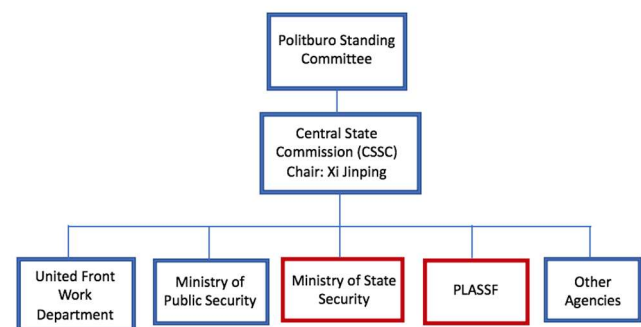 Politburo Standing
Committee
Central State
Commission (CSSC)
Chair: Xi Jinping
United Front
Work
Department
Ministry of
Public Security
Ministry of State
Security
PLASSF
Other
Agencies